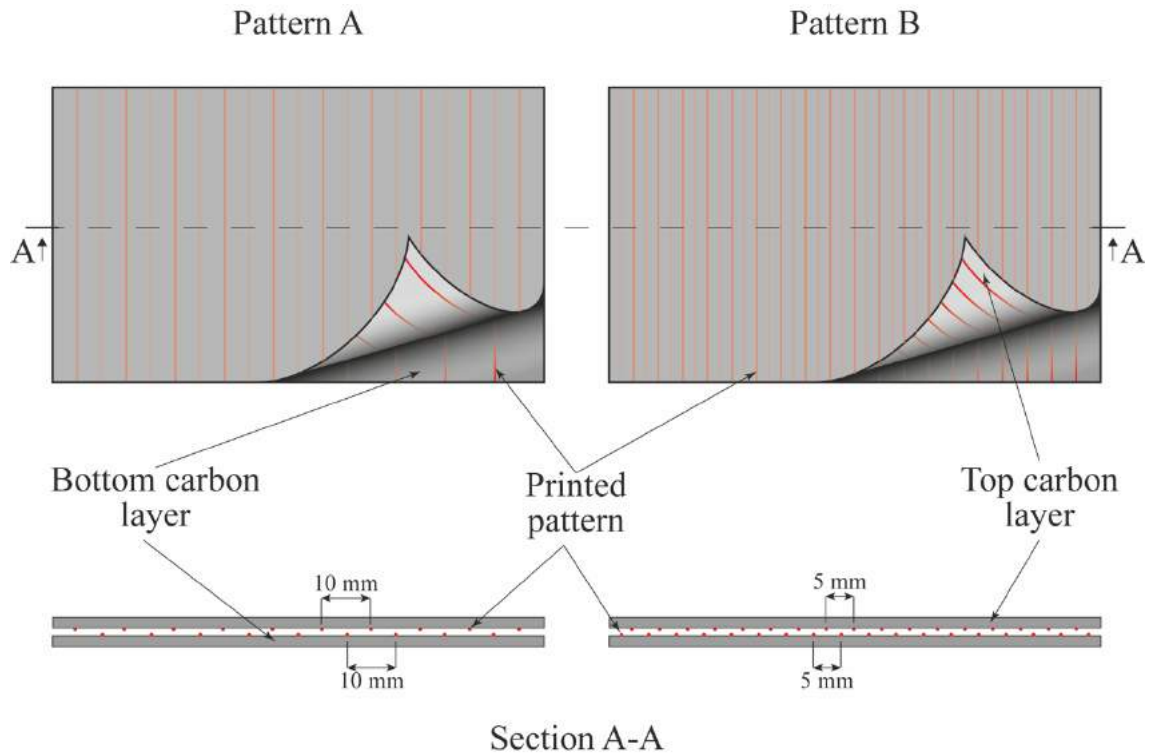 Pattern A
Pattern B
A
A
Bottom carbon
layer
Printed
pattern
Top carbon
layer
10 mm
5 mm
10 mm
5 mm
Section A-A